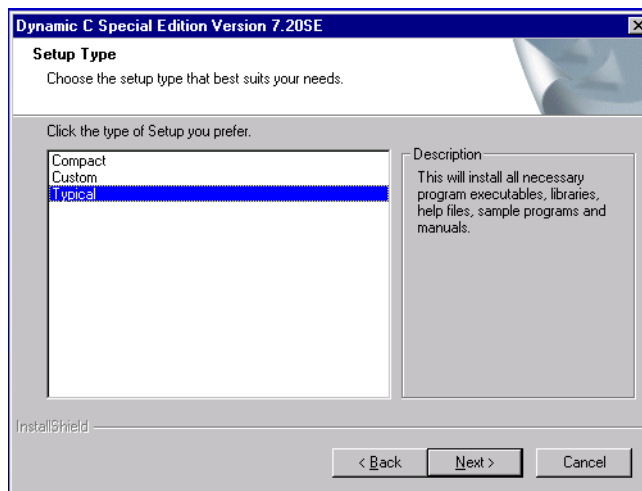 Dynamic C Special Edition Version 7.20SE
Setup Type
Choose the setup type that best suits your needs.
Click the type of Setup you prefer.
Compact
Custom
Typical
Description
This will install all necessary
program executables, libraries,
help files, sample programs and
manuals.
InstallShield
< Back
Next >
Cancel